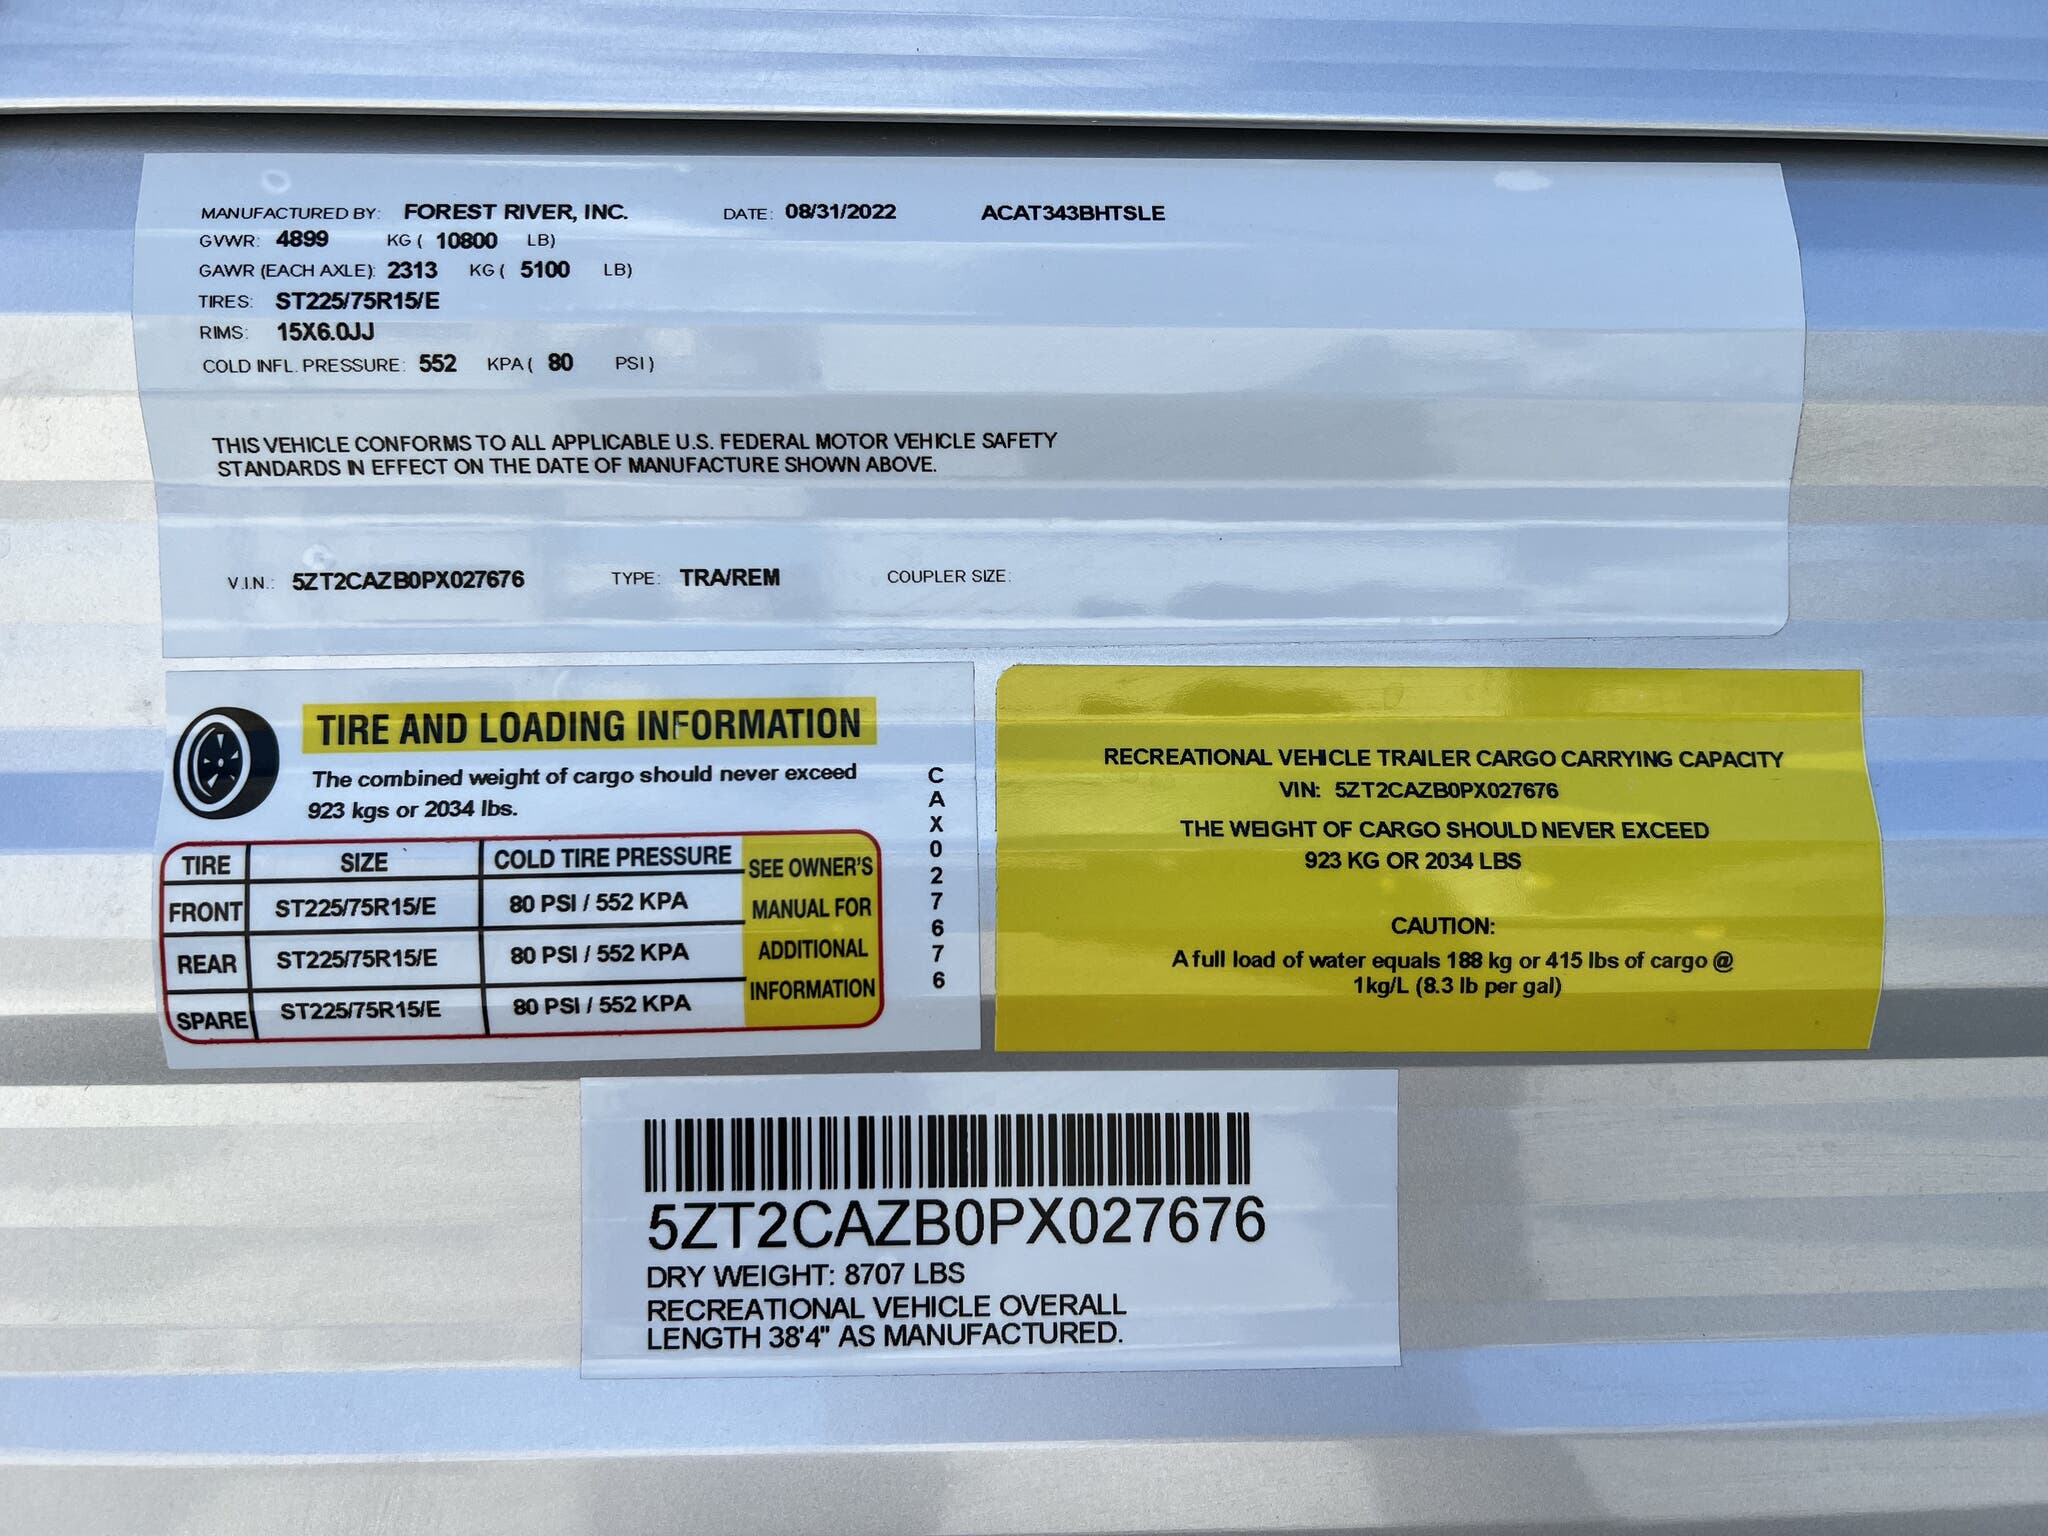 MANUFACTURED BY: FOREST RIVER, INC. DATE: 08/31/2022 ACAT343BHTSLE
GVWR: 4899 KG ( 10800 LB)
GAWR (EACH AXLE): 2313 KG ( 5100 LB)
TIRES: ST225/75R15/E
RIMS: 15X6.0JJ
COLD INFL. PRESSURE: 552 KPA ( 80 PSI )
THIS VEHICLE CONFORMS TO ALL APPLICABLE U.S. FEDERAL MOTOR VEHICLE SAFETY
STANDARDS IN EFFECT ON THE DATE OF MANUFACTURE SHOWN ABOVE.
V.I.N.: 5ZT2CAZB0PX027676 TYPE: TRA/REM COUPLER SIZE:
TIRE AND LOADING INFORMATION
The combined weight of cargo should never exceed
923 kgs or 2034 lbs.
TIRE SIZE COLD TIRE PRESSURE
FRONT ST225/75R15/E 80 PSI / 552 KPA
REAR ST225/75R15/E 80 PSI / 552 KPA
SPARE ST225/75R15/E 80 PSI / 552 KPA
SEE OWNER'S
MANUAL FOR
ADDITIONAL
INFORMATION
CAX027676
RECREATIONAL VEHICLE TRAILER CARGO CARRYING CAPACITY
VIN: 5ZT2CAZB0PX027676
THE WEIGHT OF CARGO SHOULD NEVER EXCEED
923 KG OR 2034 LBS
CAUTION:
A full load of water equals 188 kg or 415 lbs of cargo @
1kg/L (8.3 lb per gal)
5ZT2CAZB0PX027676
DRY WEIGHT: 8707 LBS
RECREATIONAL VEHICLE OVERALL
LENGTH 38'4" AS MANUFACTURED.